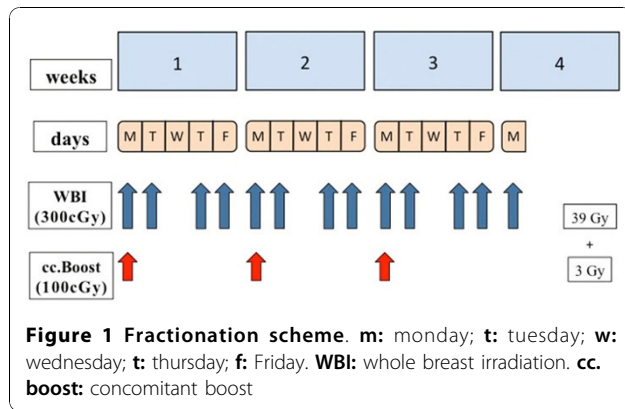 weeks 1 2 3 4
days M T W T F M T W T F M T W T F M
WBI
(300cGy)
39 Gy
+
cc.Boost
(100cGy)
3 Gy
Figure 1 Fractionation scheme. m: monday; t: tuesday; w:
wednesday; t: thursday; f: Friday. WBI: whole breast irradiation. cc.
boost: concomitant boost